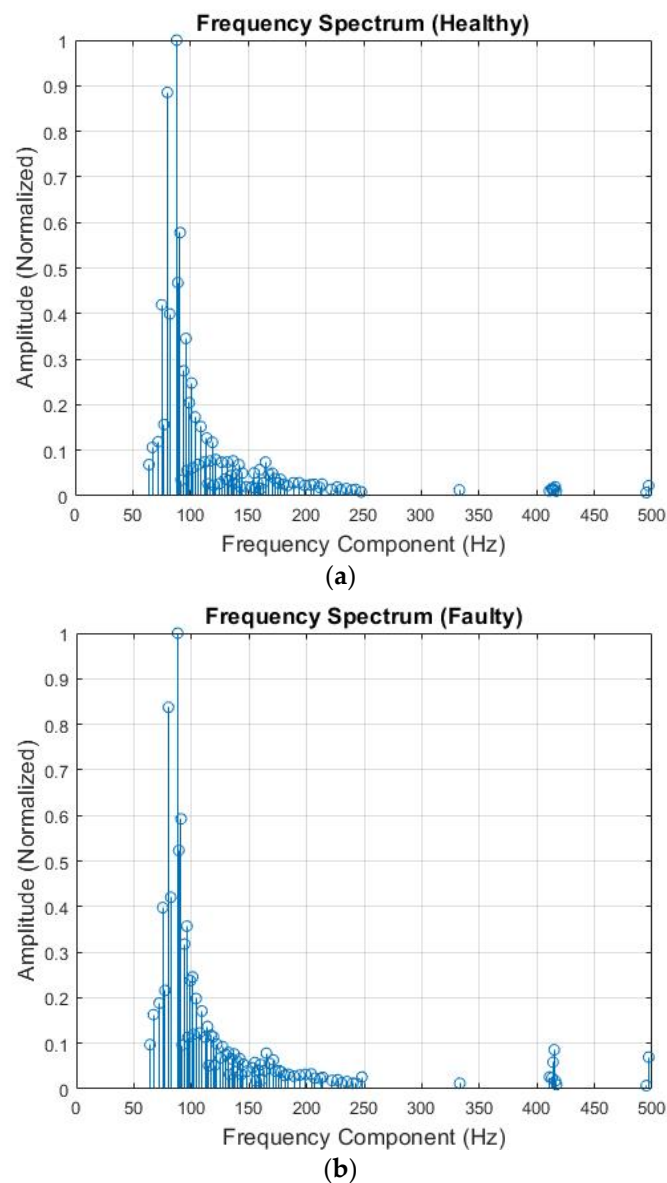 Frequency Spectrum (Healthy)
1
0.9
0.8
0.7
0.6
0.5
0.4
0.3
0.2
0.1
0
Amplitude (Normalized)
0 50 100 150 200 250 300 350 400 450 500
Frequency Component (Hz)
(a)
Frequency Spectrum (Faulty)
1
0.9
0.8
0.7
0.6
0.5
0.4
0.3
0.2
0.1
0
Amplitude (Normalized)
0 50 100 150 200 250 300 350 400 450 500
Frequency Component (Hz)
(b)